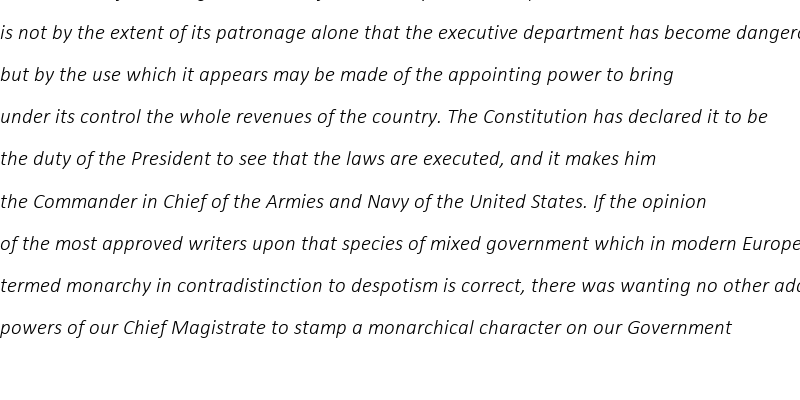 is not by the extent of its patronage alone that the executive department has become
but by the use which it appears may be made of the appointing power to bring
under its control the whole revenues of the country. The Constitution has declared it to be
the duty of the President to see that the laws are executed, and it makes him
the Commander in Chief of the Armies and Navy of the United States. If the opinion
of the most approved writers upon that species of mixed government which in modern Europe
termed monarchy in contradistinction to despotism is correct, there was wanting no other
powers of our Chief Magistrate to stamp a monarchical character on our Government